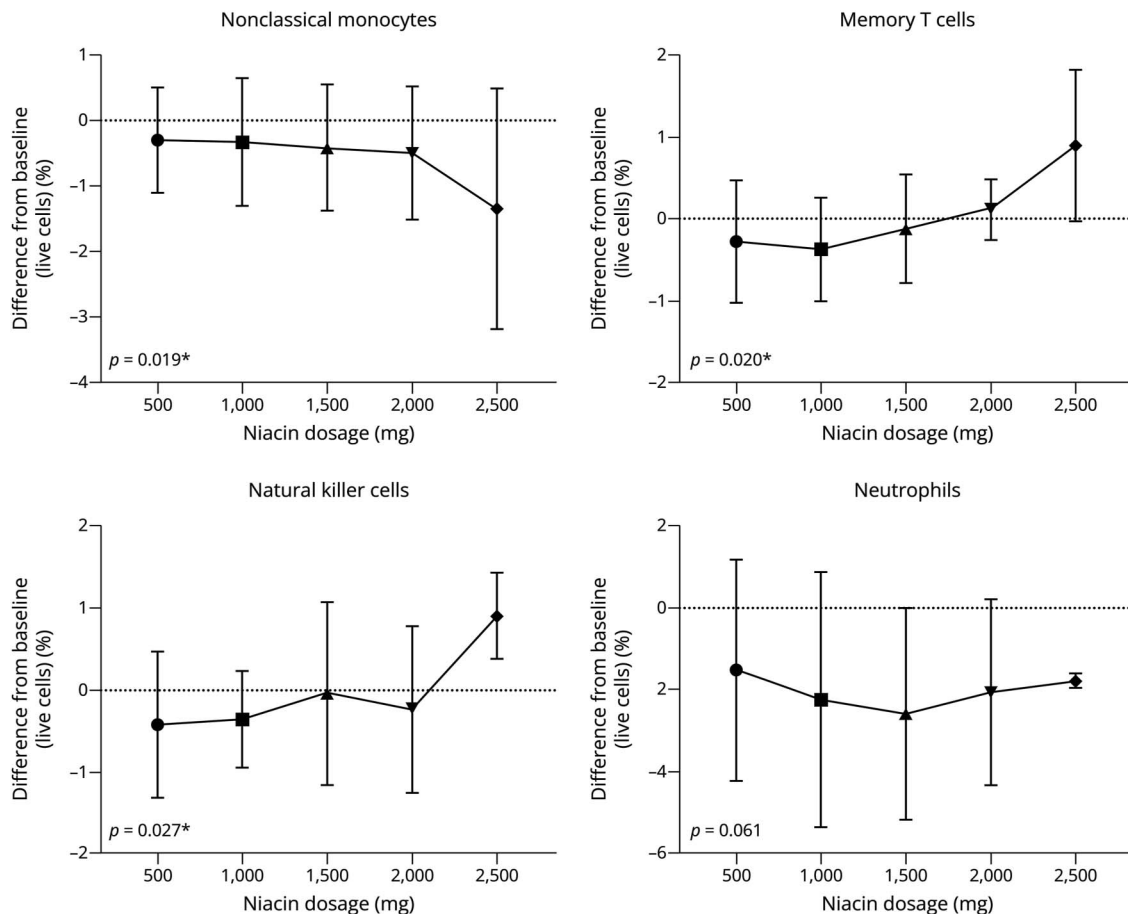 Nonclassical monocytes
Difference from baseline
(live cells) (%)
1
0
–1
–2
–3
–4
p = 0.019*
500 1,000 1,500 2,000 2,500
Niacin dosage (mg)
Memory T cells
Difference from baseline
(live cells) (%)
2
1
0
–1
–2
p = 0.020*
500 1,000 1,500 2,000 2,500
Niacin dosage (mg)
Natural killer cells
Difference from baseline
(live cells) (%)
2
1
0
–1
–2
p = 0.027*
500 1,000 1,500 2,000 2,500
Niacin dosage (mg)
Neutrophils
Difference from baseline
(live cells) (%)
2
0
2
–4
–6
p = 0.061
500 1,000 1,500 2,000 2,500
Niacin dosage (mg)